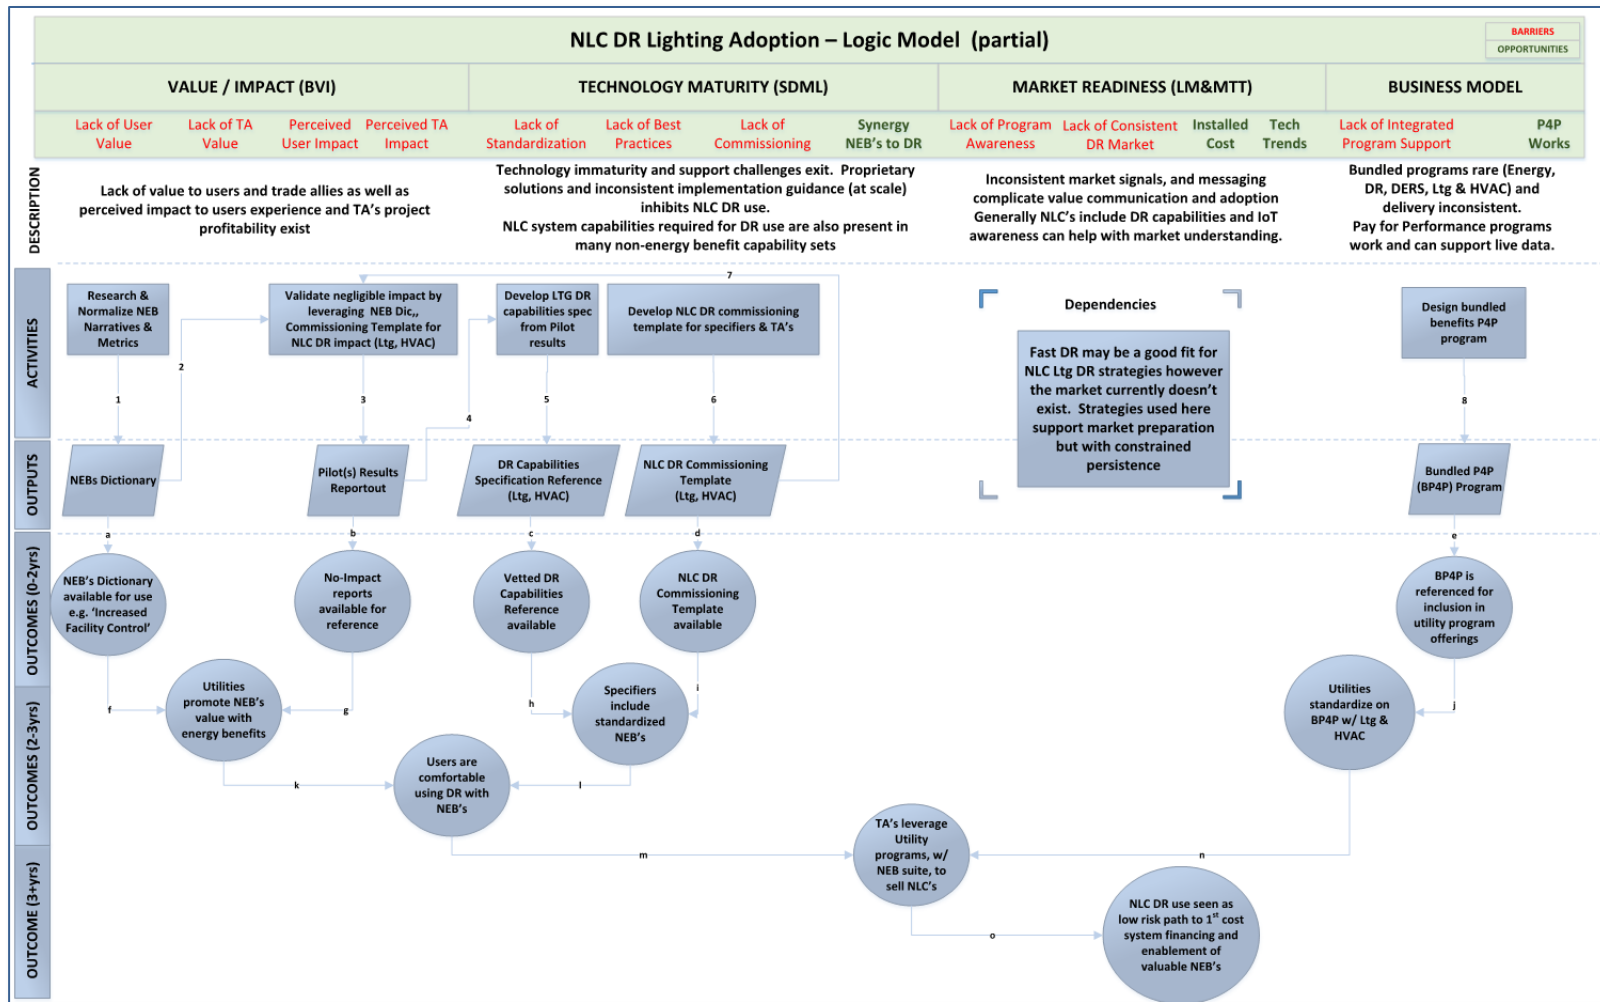 NLC DR Lighting Adoption – Logic Model (partial)
BARRIERS
OPPORTUNITIES
VALUE / IMPACT (BVI)
TECHNOLOGY MATURITY (SDML)
MARKET READINESS (LM&MTT)
BUSINESS MODEL
Lack of User
Value
Lack of TA
Value
Perceived
User Impact
Perceived TA
Impact
Lack of
Standardization
Lack of Best
Practices
Lack of
Commissioning
Synergy
NEB's to DR
Lack of Program
Awareness
Lack of Consistent
DR Market
Installed
Cost
Tech
Trends
Lack of Integrated
Program Support
P4P
Works
DESCRIPTION
Lack of value to users and trade allies as well as
perceived impact to users experience and TA's project
profitability exist
Technology immaturity and support challenges exit. Proprietary
solutions and inconsistent implementation guidance (at scale)
inhibits NLC DR use.
NLC system capabilities required for DR use are also present in
many non-energy benefit capability sets
Inconsistent market signals, and messaging
complicate value communication and adoption
Generally NLC's include DR capabilities and IoT
awareness can help with market understanding.
Bundled programs rare (Energy,
DR, DERS, Ltg & HVAC) and
delivery inconsistent.
Pay for Performance programs
work and can support live data.
ACTIVITIES
Research &
Normalize NEB
Narratives &
Metrics
Validate negligible impact by
leveraging NEB Dic,,
Commissioning Template for
NLC DR impact (Ltg, HVAC)
Develop LTG DR
capabilities spec
from Pilot
results
Develop NLC DR commissioning
template for specifiers & TA's
Dependencies
Fast DR may be a good fit for
NLC Ltg DR strategies however
the market currently doesn't
exist. Strategies used here
support market preparation
but with constrained
persistence
Design bundled
benefits P4P
program
1
2
3
4
5
6
7
8
OUTPUTS
NEBs Dictionary
Pilot(s) Results
Reportout
DR Capabilities
Specification Reference
(Ltg, HVAC)
NLC DR Commissioning
Template
(Ltg, HVAC)
Bundled P4P
(BP4P) Program
a
b
c
d
e
OUTCOMES (0-2yrs)
NEB's Dictionary
available for use
e.g. 'Increased
Facility Control'
No-Impact
reports
available for
reference
Vetted DR
Capabilities
Reference
available
NLC DR
Commissioning
Template
available
BP4P is
referenced for
inclusion in
utility program
offerings
f
g
h
i
j
OUTCOMES (2-3yrs)
Utilities
promote NEB's
value with
energy benefits
Specifiers
include
standardized
NEB's
Utilities
standardize on
BP4P w/ Ltg &
HVAC
k
l
Users are
comfortable
using DR with
NEB's
m
n
TA's leverage
Utility
programs, w/
NEB suite, to
sell NLC's
OUTCOME (3+yrs)
o
NLC DR use seen as
low risk path to 1st cost
system financing and
enablement of
valuable NEB's